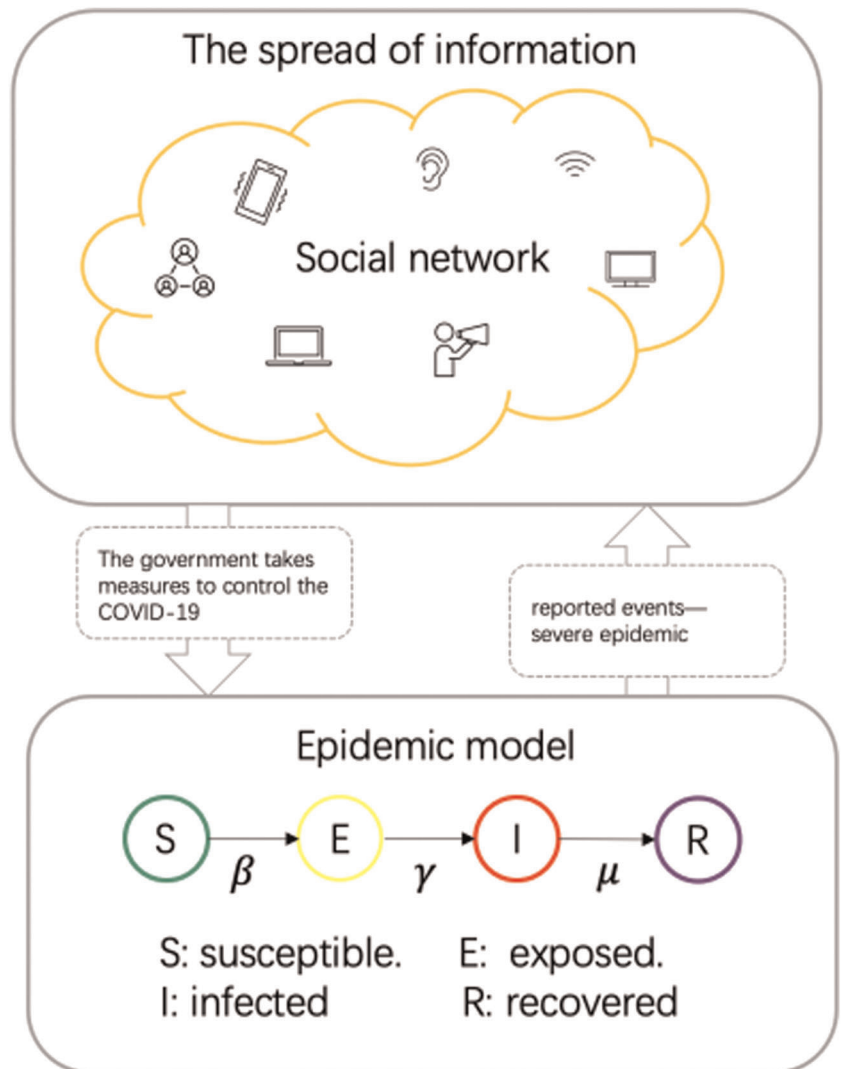 The spread of information
Social network
The government takes
measures to control the
COVID-19
reported events—
severe epidemic
Epidemic model
S E I R
β γ μ
S: susceptible. E: exposed.
I: infected R: recovered